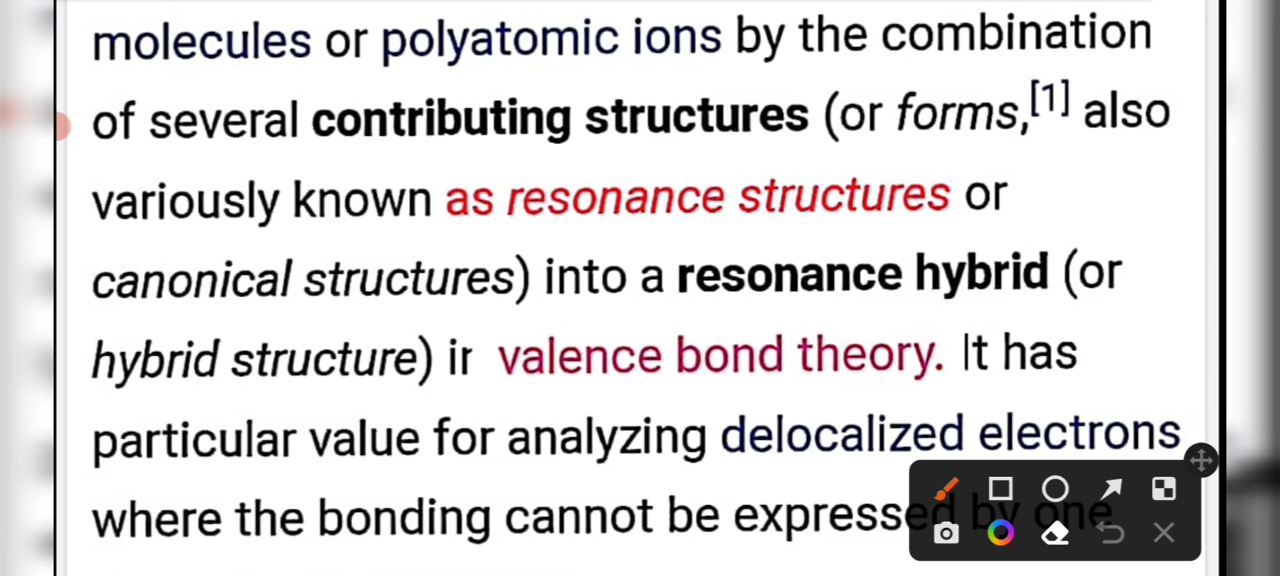 molecules or polyatomic ions by the combination
of several contributing structures (or forms,[1] also
variously known as resonance structures or
canonical structures) into a resonance hybrid (or
hybrid structure) valence bond theory. It has
particular value for analyzing delocalized electrons
where the bonding cannot be expressed by one